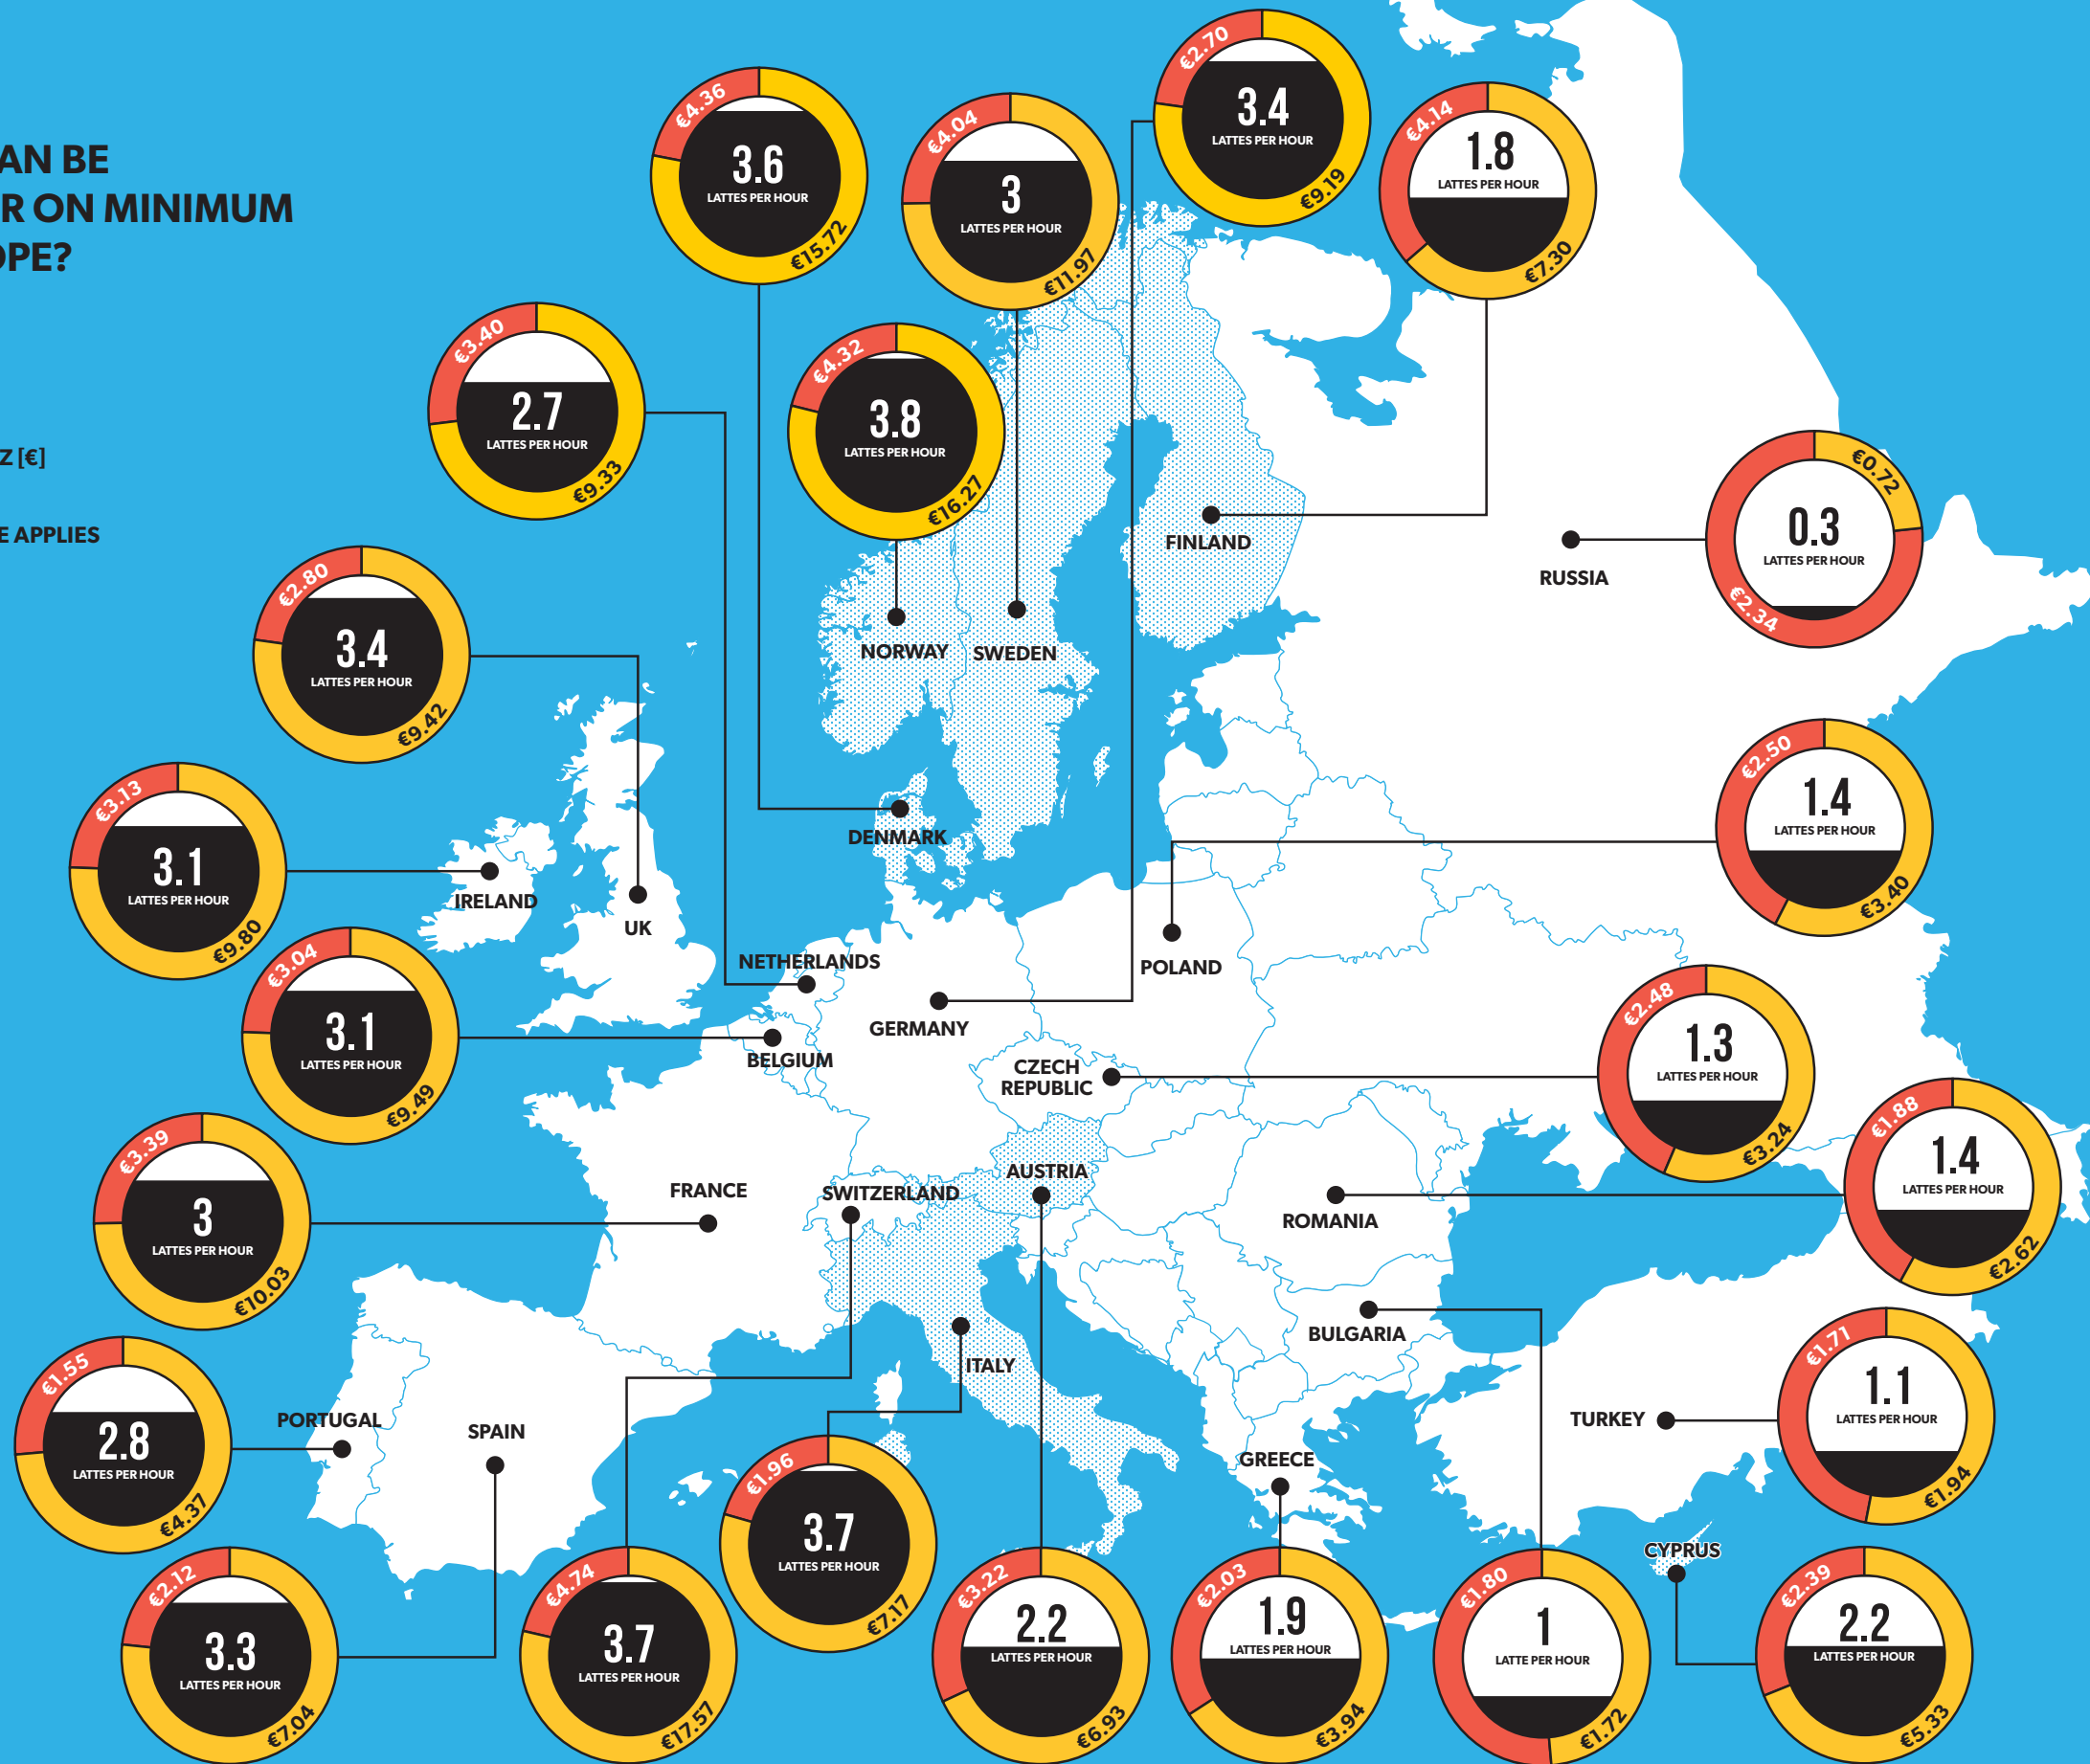 AN BE
R ON MINIMUM
OPE?
Z [€]
E APPLIES
€2.70
3.4
LATTES PER HOUR
€9.19
€4.36
3.6
LATTES PER HOUR
€15.72
€4.04
3
LATTES PER HOUR
€11.97
€4.14
1.8
LATTES PER HOUR
€7.30
€3.40
2.7
LATTES PER HOUR
€9.33
€4.32
3.8
LATTES PER HOUR
€16.27
€0.72
0.3
LATTES PER HOUR
€2.34
FINLAND
RUSSIA
€2.80
3.4
LATTES PER HOUR
€9.42
NORWAY
SWEDEN
€3.13
3.1
LATTES PER HOUR
€9.80
€2.50
1.4
LATTES PER HOUR
€3.40
DENMARK
IRELAND
UK
NETHERLANDS
POLAND
€3.04
3.1
LATTES PER HOUR
€9.49
GERMANY
BELGIUM
CZECH
REPUBLIC
€2.48
1.3
LATTES PER HOUR
€3.24
€3.39
3
LATTES PER HOUR
€10.03
FRANCE
SWITZERLAND
AUSTRIA
ROMANIA
€1.88
1.4
LATTES PER HOUR
€2.62
BULGARIA
ITALY
€1.55
2.8
LATTES PER HOUR
€4.37
PORTUGAL
SPAIN
GREECE
TURKEY
€1.71
1.1
LATTES PER HOUR
€1.94
CYPRUS
€2.12
3.3
LATTES PER HOUR
€7.04
€4.74
3.7
LATTES PER HOUR
€17.57
€1.96
3.7
LATTES PER HOUR
€7.17
€3.22
2.2
LATTES PER HOUR
€6.93
€2.03
1.9
LATTES PER HOUR
€3.94
€1.80
1
LATTE PER HOUR
€1.72
€2.39
2.2
LATTES PER HOUR
€5.33